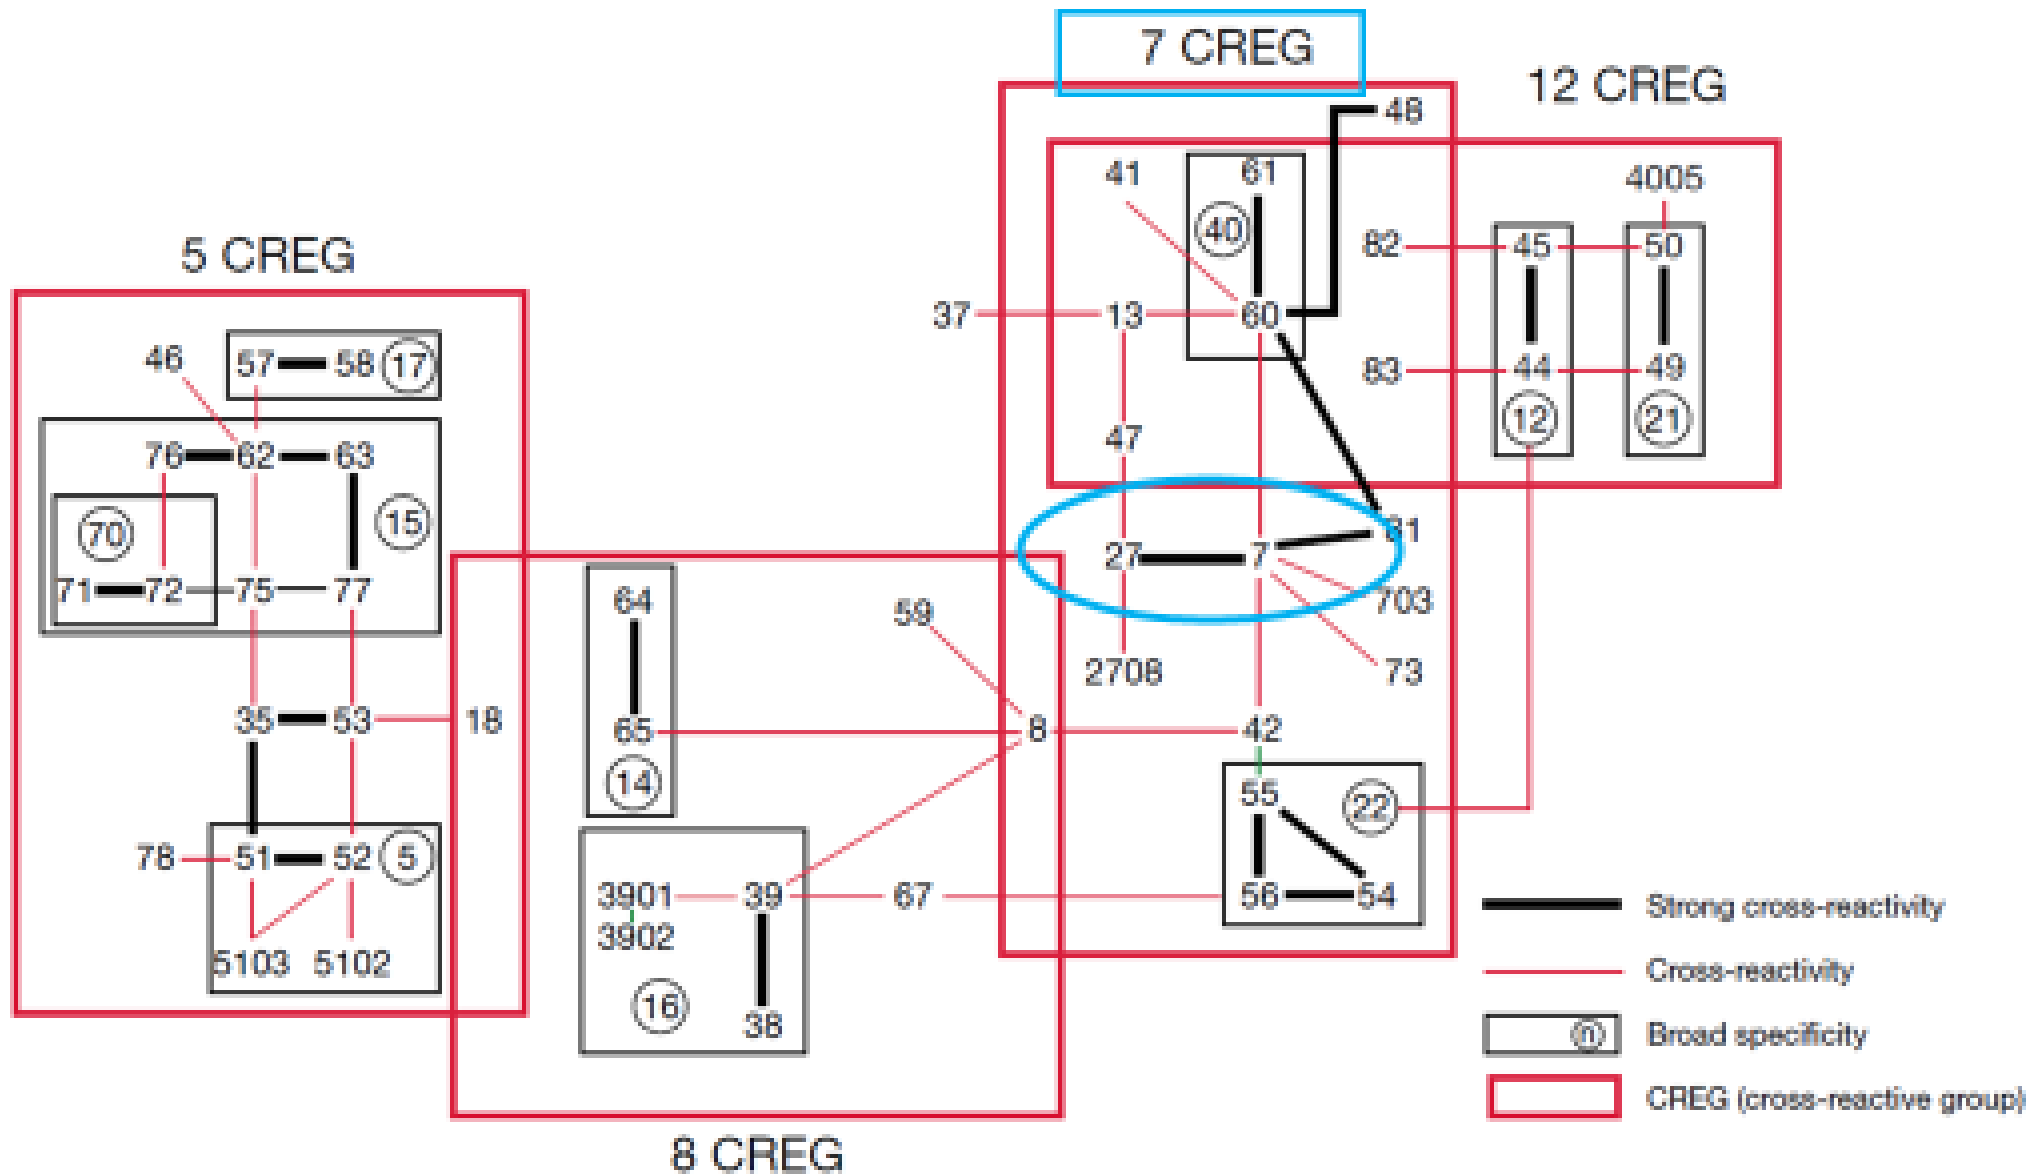 7 CREG
12 CREG
48
41 61 4005
40
82 45 50
5 CREG
37 13 60
46 57 58 17
83 44 49
12 21
47
76 62 63
70 15
81
27 7
71 72 75 77
64 59 703
2708 73
35 53 18
65 8 42
14
55 22
78 51 52 5
3901 39 67 56 54
3902
5103 5102
16 38
Strong cross-reactivity
Cross-reactivity
n Broad specificity
CREG (cross-reactive group)
8 CREG